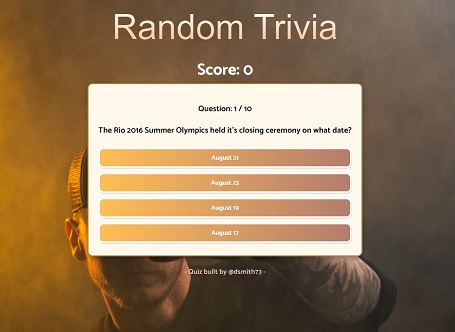 Random Trivia
Score: 0
Question: 1 / 10
The Rio 2016 Summer Olympics held it's closing ceremony on what date?
August 21
August 23
August 19
August 17
- Quiz built by @dsmith73 -